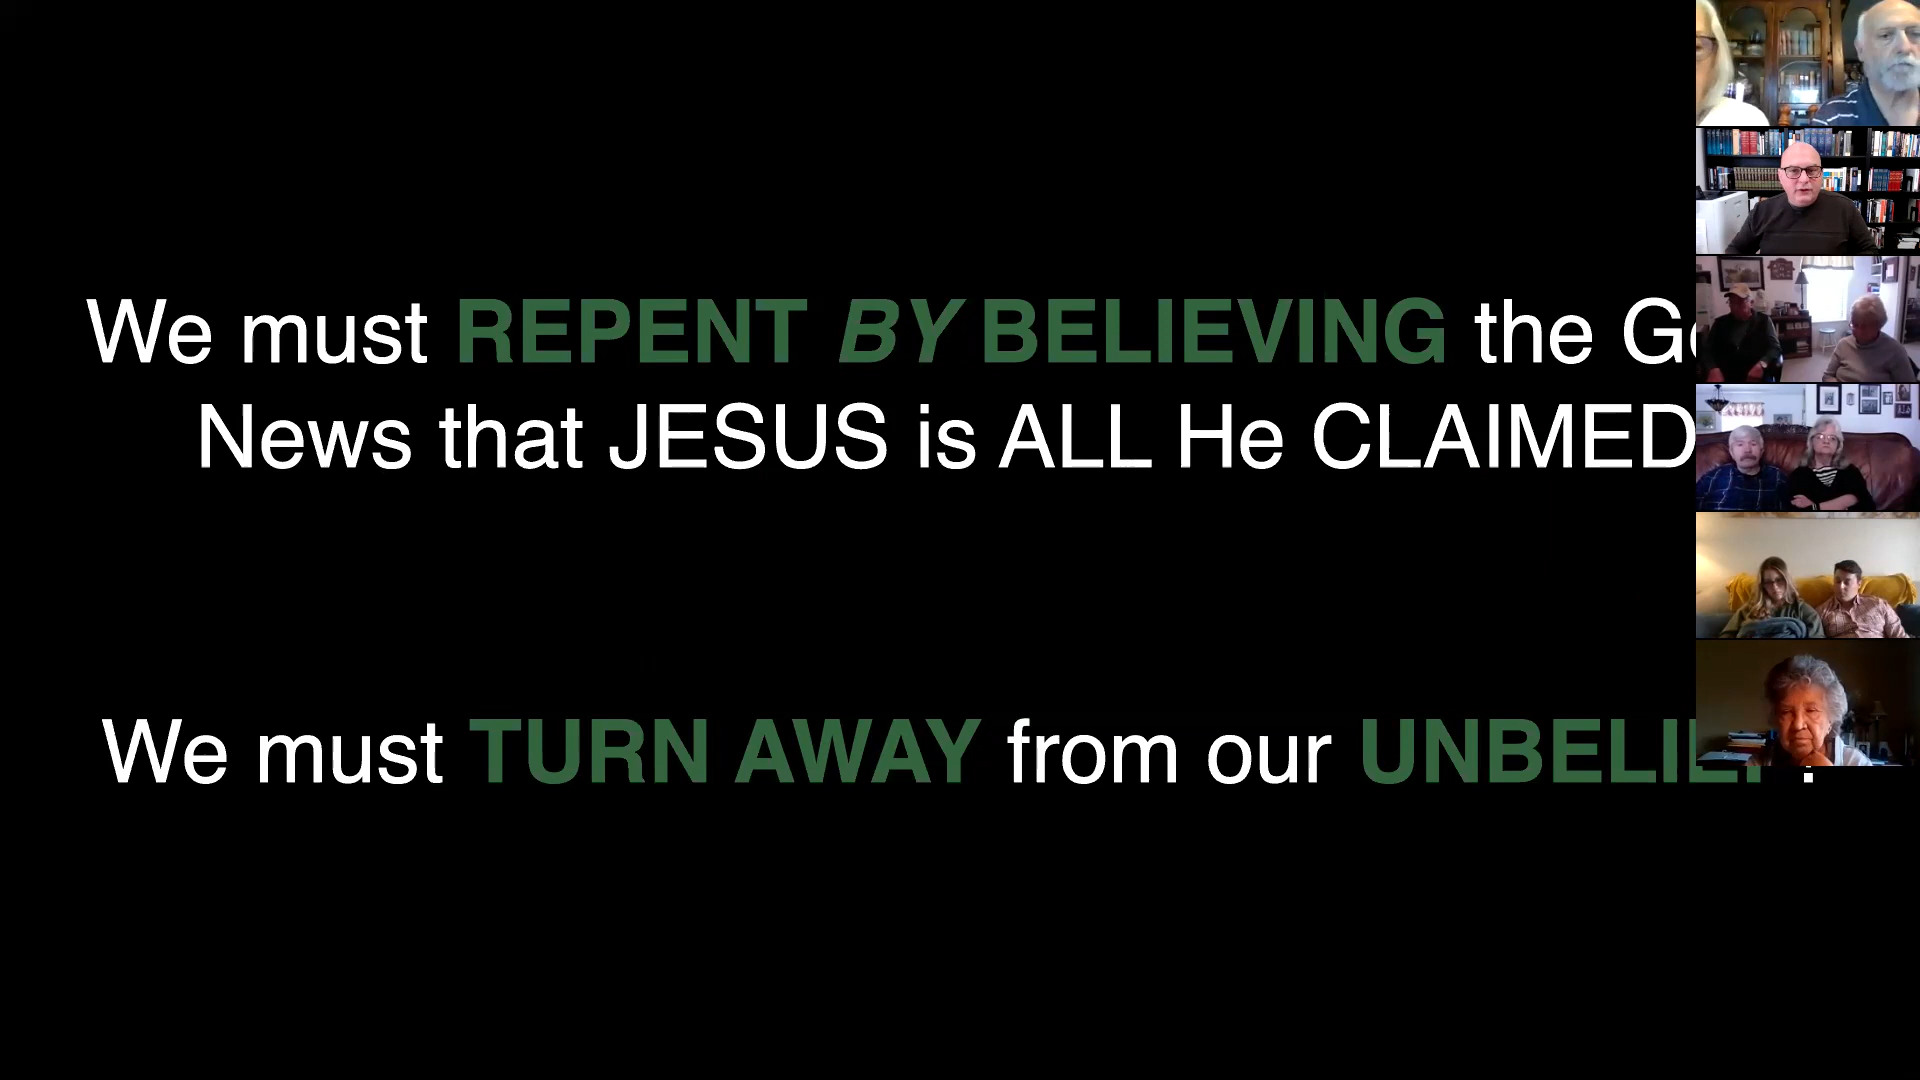 We must REPENT BY BELIEVING the
News that JESUS is ALL He CLAIMED
We must TURN AWAY from our